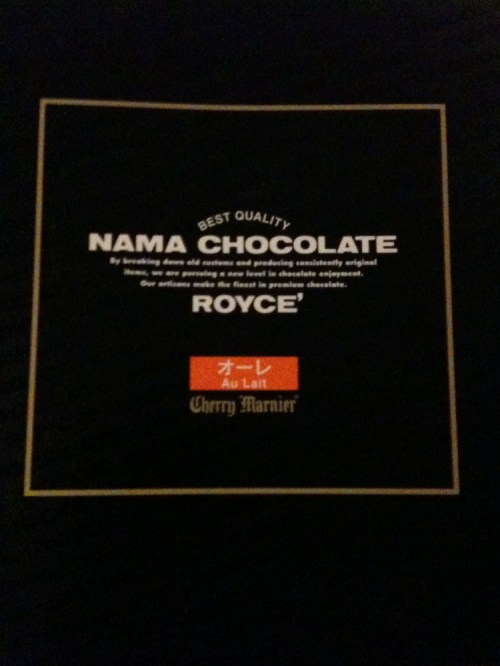 BEST QUALITY
NAMA CHOCOLATE
By breaking down old customs and producing consistently original
items, we are pursuing a new level in chocolate enjoyment.
Our artisans make the finest in premium chocolate.
ROYCE'
オーレ
Au Lait
Cherry Marnier®